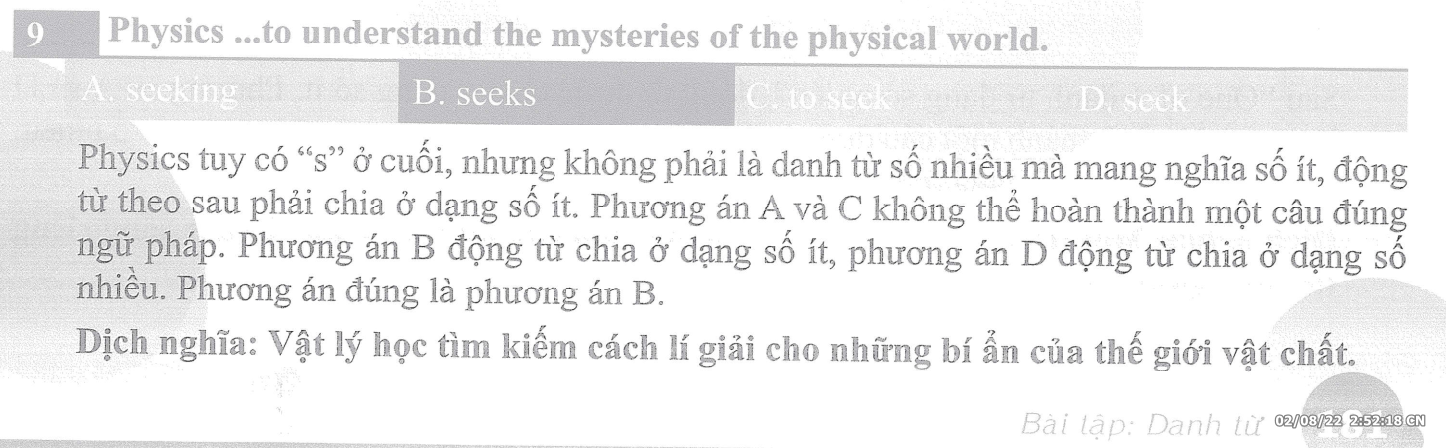 9 Physics ...to understand the mysteries of the physical world.
A. seeking B. seeks C. to seek D. seek
Physics tuy có “s” ở cuối, nhưng không phải là danh từ số nhiều mà mang nghĩa số ít, động
từ theo sau phải chia ở dạng số ít. Phương án A và C không thể hoàn thành một câu đúng
ngữ pháp. Phương án B động từ chia ở dạng số ít, phương án D động từ chia ở dạng số
nhiều. Phương án đúng là phương án B.
Dịch nghĩa: Vật lý học tìm kiếm cách lí giải cho những bí ẩn của thế giới vật chất.
Bài tập: Danh từ 02/08/22 2:52:18 CN